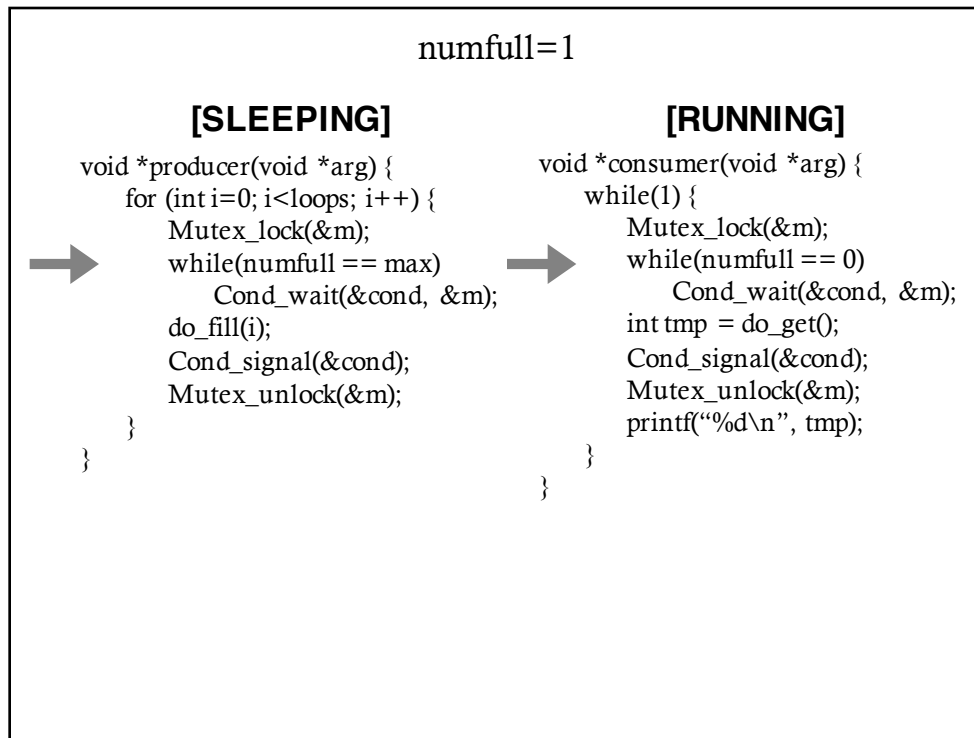 numfull=1
[SLEEPING]
void *producer(void *arg) {
for (int i=0; i<loops; i++) {
Mutex_lock(&m);
while(numfull == max)
Cond_wait(&cond, &m);
do_fill(i);
Cond_signal(&cond);
Mutex_unlock(&m);
}
}
[RUNNING]
void *consumer(void *arg) {
while(1) {
Mutex_lock(&m);
while(numfull == 0)
Cond_wait(&cond, &m);
int tmp = do_get();
Cond_signal(&cond);
Mutex_unlock(&m);
printf(“%d\n”, tmp);
}
}